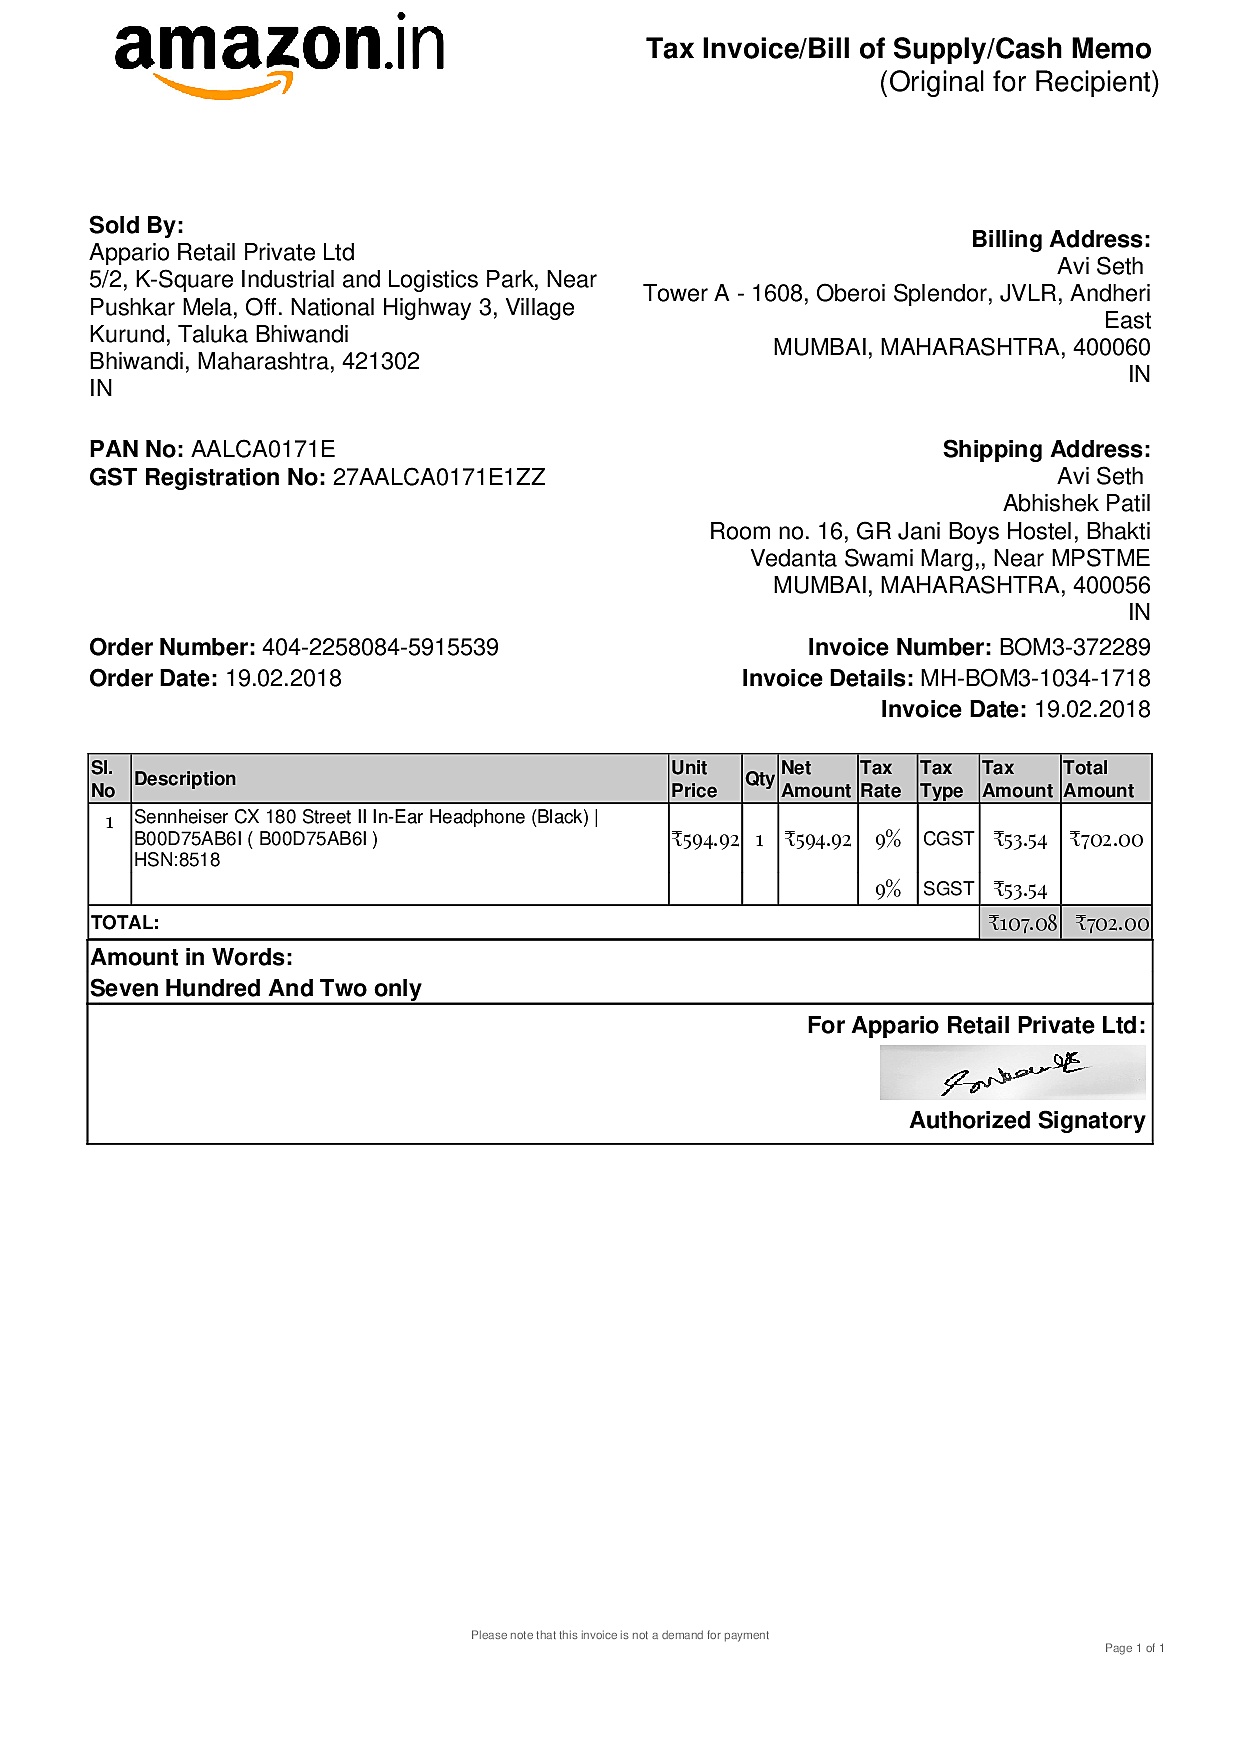 amazon.in
Tax Invoice/Bill of Supply/Cash Memo
(Original for Recipient)
Sold By:
Appario Retail Private Ltd
5/2, K-Square Industrial and Logistics Park, Near
Pushkar Mela, Off. National Highway 3, Village
Kurund, Taluka Bhiwandi
Bhiwandi, Maharashtra, 421302
IN
Billing Address:
Avi Seth
Tower A - 1608, Oberoi Splendor, JVLR, Andheri
East
MUMBAI, MAHARASHTRA, 400060
IN
PAN No: AALCA0171E
GST Registration No: 27AALCA0171E1ZZ
Shipping Address:
Avi Seth
Abhishek Patil
Room no. 16, GR Jani Boys Hostel, Bhakti
Vedanta Swami Marg,, Near MPSTME
MUMBAI, MAHARASHTRA, 400056
IN
Order Number: 404-2258084-5915539
Order Date: 19.02.2018
Invoice Number: BOM3-372289
Invoice Details: MH-BOM3-1034-1718
Invoice Date: 19.02.2018
Sl. No Description Unit Price Qty Net Amount Tax Rate Tax Type Tax Amount Total Amount
1 Sennheiser CX 180 Street II In-Ear Headphone (Black) |
B00D75AB6I ( B00D75AB6I ) ₹594.92 1 ₹594.92 9% CGST ₹53.54 ₹702.00
HSN:8518
9% SGST ₹53.54
TOTAL: ₹107.08 ₹702.00
Amount in Words:
Seven Hundred And Two only
For Appario Retail Private Ltd:
Authorized Signatory
Please note that this invoice is not a demand for payment
Page 1 of 1